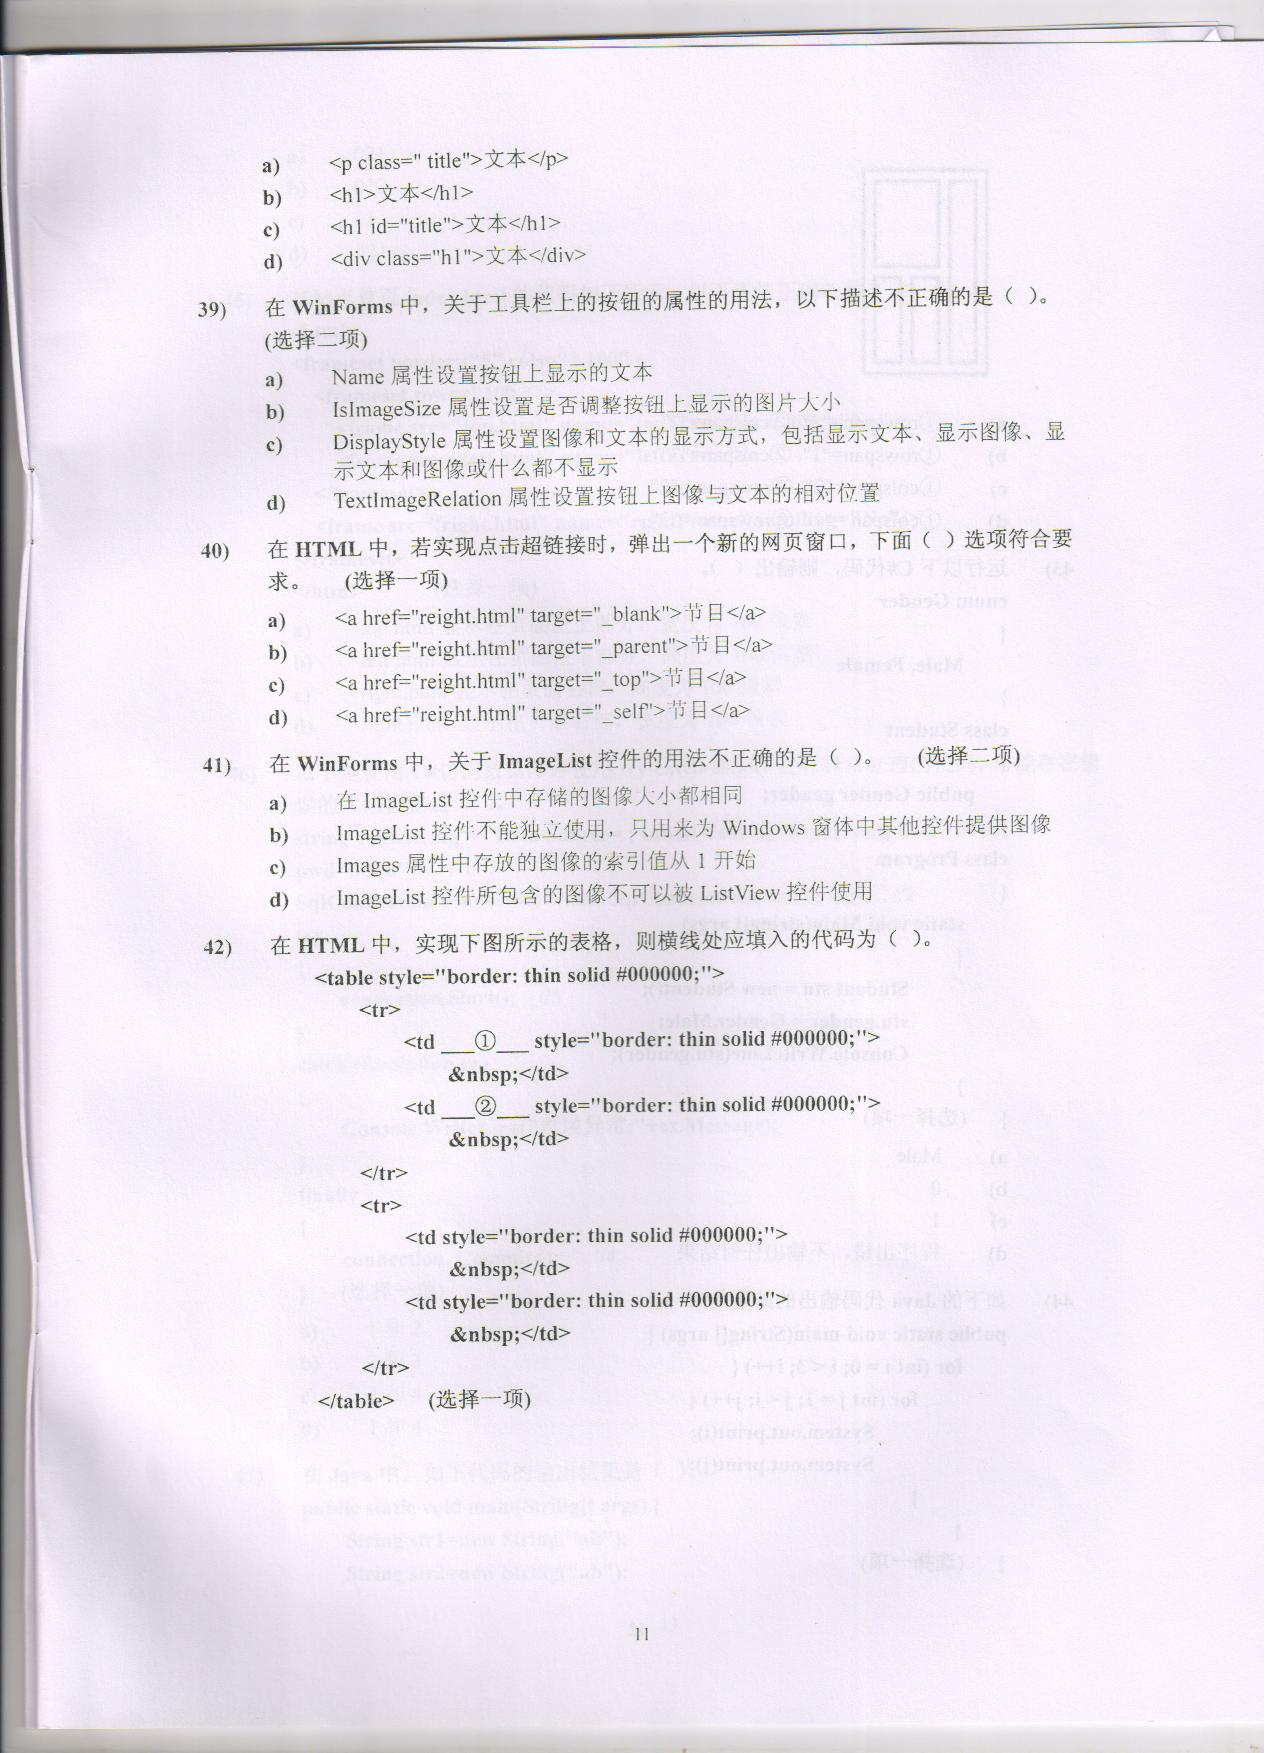 a) <p class=" title">文本</p>
b) <h1>文本</h1>
c) <h1 id="title">文本</h1>
d) <div class="h1">文本</div>
39) 在 WinForms 中，关于工具栏上的按钮的属性的用法，以下描述不正确的是（ ）。
(选择二项)
a) Name 属性设置按钮上显示的文本
b) IsImageSize 属性设置是否调整按钮上显示的图片大小
c) DisplayStyle 属性设置图像和文本的显示方式，包括显示文本、显示图像、显
示文本和图像或什么都不显示
d) TextImageRelation 属性设置按钮上图像与文本的相对位置
40) 在 HTML 中，若实现点击超链接时，弹出一个新的网页窗口，下面（ ）选项符合要
求。 (选择一项)
a) <a href="reight.html" target="_blank">节目</a>
b) <a href="reight.html" target="_parent">节目</a>
c) <a href="reight.html" target="_top">节目</a>
d) <a href="reight.html" target="_self">节目</a>
41) 在 WinForms 中，关于 ImageList 控件的用法不正确的是（ ）。 (选择二项)
a) 在 ImageList 控件中存储的图像大小都相同
b) ImageList 控件不能独立使用，只用来为 Windows 窗体中其他控件提供图像
c) Images 属性中存放的图像的索引值从 1 开始
d) ImageList 控件所包含的图像不可以被 ListView 控件使用
42) 在 HTML 中，实现下图所示的表格，则横线处应填入的代码为（ ）。
<table style="border: thin solid #000000;">
<tr>
<td ___①___ style="border: thin solid #000000;">
&nbsp;</td>
<td ___②___ style="border: thin solid #000000;">
&nbsp;</td>
</tr>
<tr>
<td style="border: thin solid #000000;">
&nbsp;</td>
<td style="border: thin solid #000000;">
&nbsp;</td>
</tr>
</table> (选择一项)
11